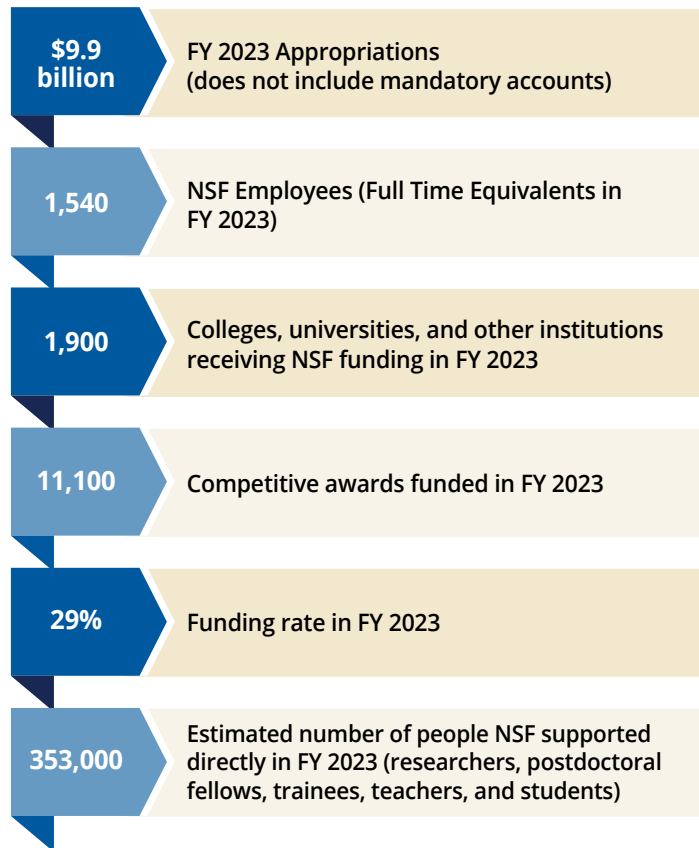 $9.9
billion
FY 2023 Appropriations
(does not include mandatory accounts)
1,540
NSF Employees (Full Time Equivalents in
FY 2023)
1,900
Colleges, universities, and other institutions
receiving NSF funding in FY 2023
11,100
Competitive awards funded in FY 2023
29%
Funding rate in FY 2023
353,000
Estimated number of people NSF supported
directly in FY 2023 (researchers, postdoctoral
fellows, trainees, teachers, and students)